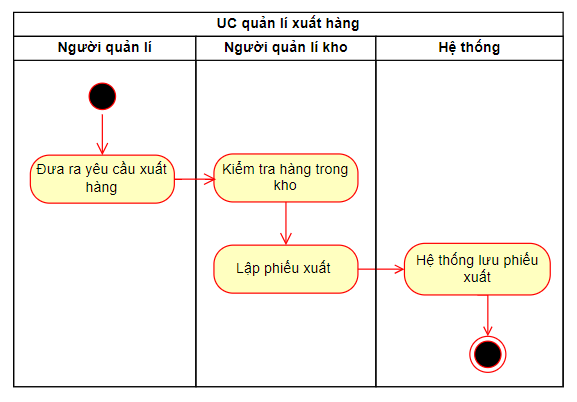 UC quản lí xuất hàng
Người quản lí
Người quản lí kho
Hệ thống
Đưa ra yêu cầu xuất
hàng
Kiểm tra hàng trong
kho
Lập phiếu xuất
Hệ thống lưu phiếu
xuất